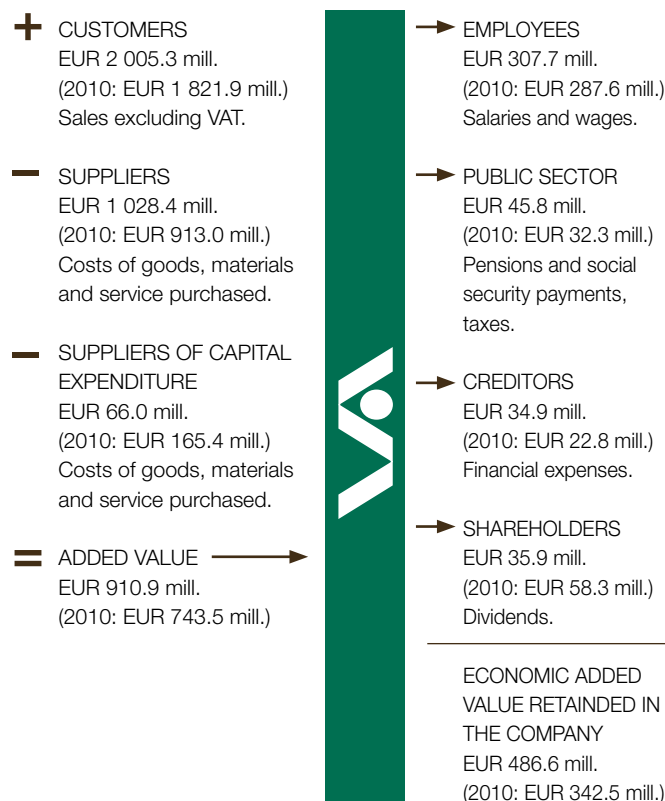 + CUSTOMERS
EUR 2 005.3 mill.
(2010: EUR 1 821.9 mill.)
Sales excluding VAT.
− SUPPLIERS
EUR 1 028.4 mill.
(2010: EUR 913.0 mill.)
Costs of goods, materials
and service purchased.
− SUPPLIERS OF CAPITAL
EXPENDITURE
EUR 66.0 mill.
(2010: EUR 165.4 mill.)
Costs of goods, materials
and service purchased.
= ADDED VALUE
EUR 910.9 mill.
(2010: EUR 743.5 mill.)
EMPLOYEES
EUR 307.7 mill.
(2010: EUR 287.6 mill.)
Salaries and wages.
PUBLIC SECTOR
EUR 45.8 mill.
(2010: EUR 32.3 mill.)
Pensions and social
security payments,
taxes.
CREDITORS
EUR 34.9 mill.
(2010: EUR 22.8 mill.)
Financial expenses.
SHAREHOLDERS
EUR 35.9 mill.
(2010: EUR 58.3 mill.)
Dividends.
ECONOMIC ADDED
VALUE RETAINDED IN
THE COMPANY
EUR 486.6 mill.
(2010: EUR 342.5 mill.)